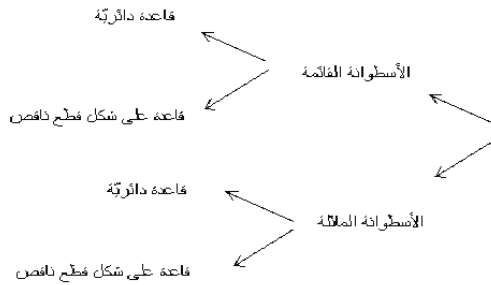 قاعدة دائريّة
الأسطوانة القائمة
قاعدة على شكل قطع ناقص
قاعدة دائريّة
الأسطوانة المائلة
قاعدة على شكل قطع ناقص